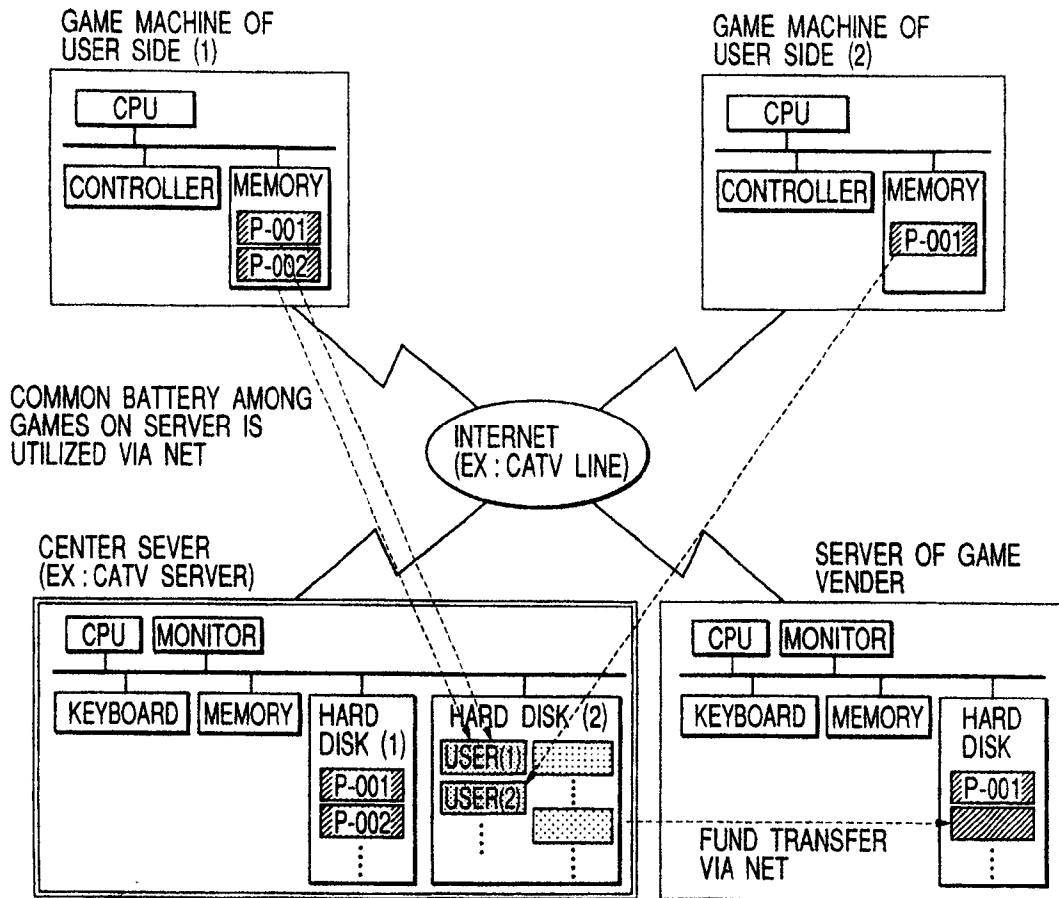 GAME MACHINE OF
USER SIDE (1)
CPU
CONTROLLER
MEMORY
P-001
P-002
GAME MACHINE OF
USER SIDE (2)
CPU
CONTROLLER
MEMORY
P-001
COMMON BATTERY AMONG
GAMES ON SERVER IS
UTILIZED VIA NET
INTERNET
(EX : CATV LINE)
CENTER SEVER
(EX : CATV SERVER)
CPU
MONITOR
KEYBOARD
MEMORY
HARD
DISK (1)
P-001
P-002
HARD DISK (2)
USER(1)
USER(2)
SERVER OF GAME
VENDER
CPU
MONITOR
KEYBOARD
MEMORY
HARD
DISK
P-001
FUND TRANSFER
VIA NET